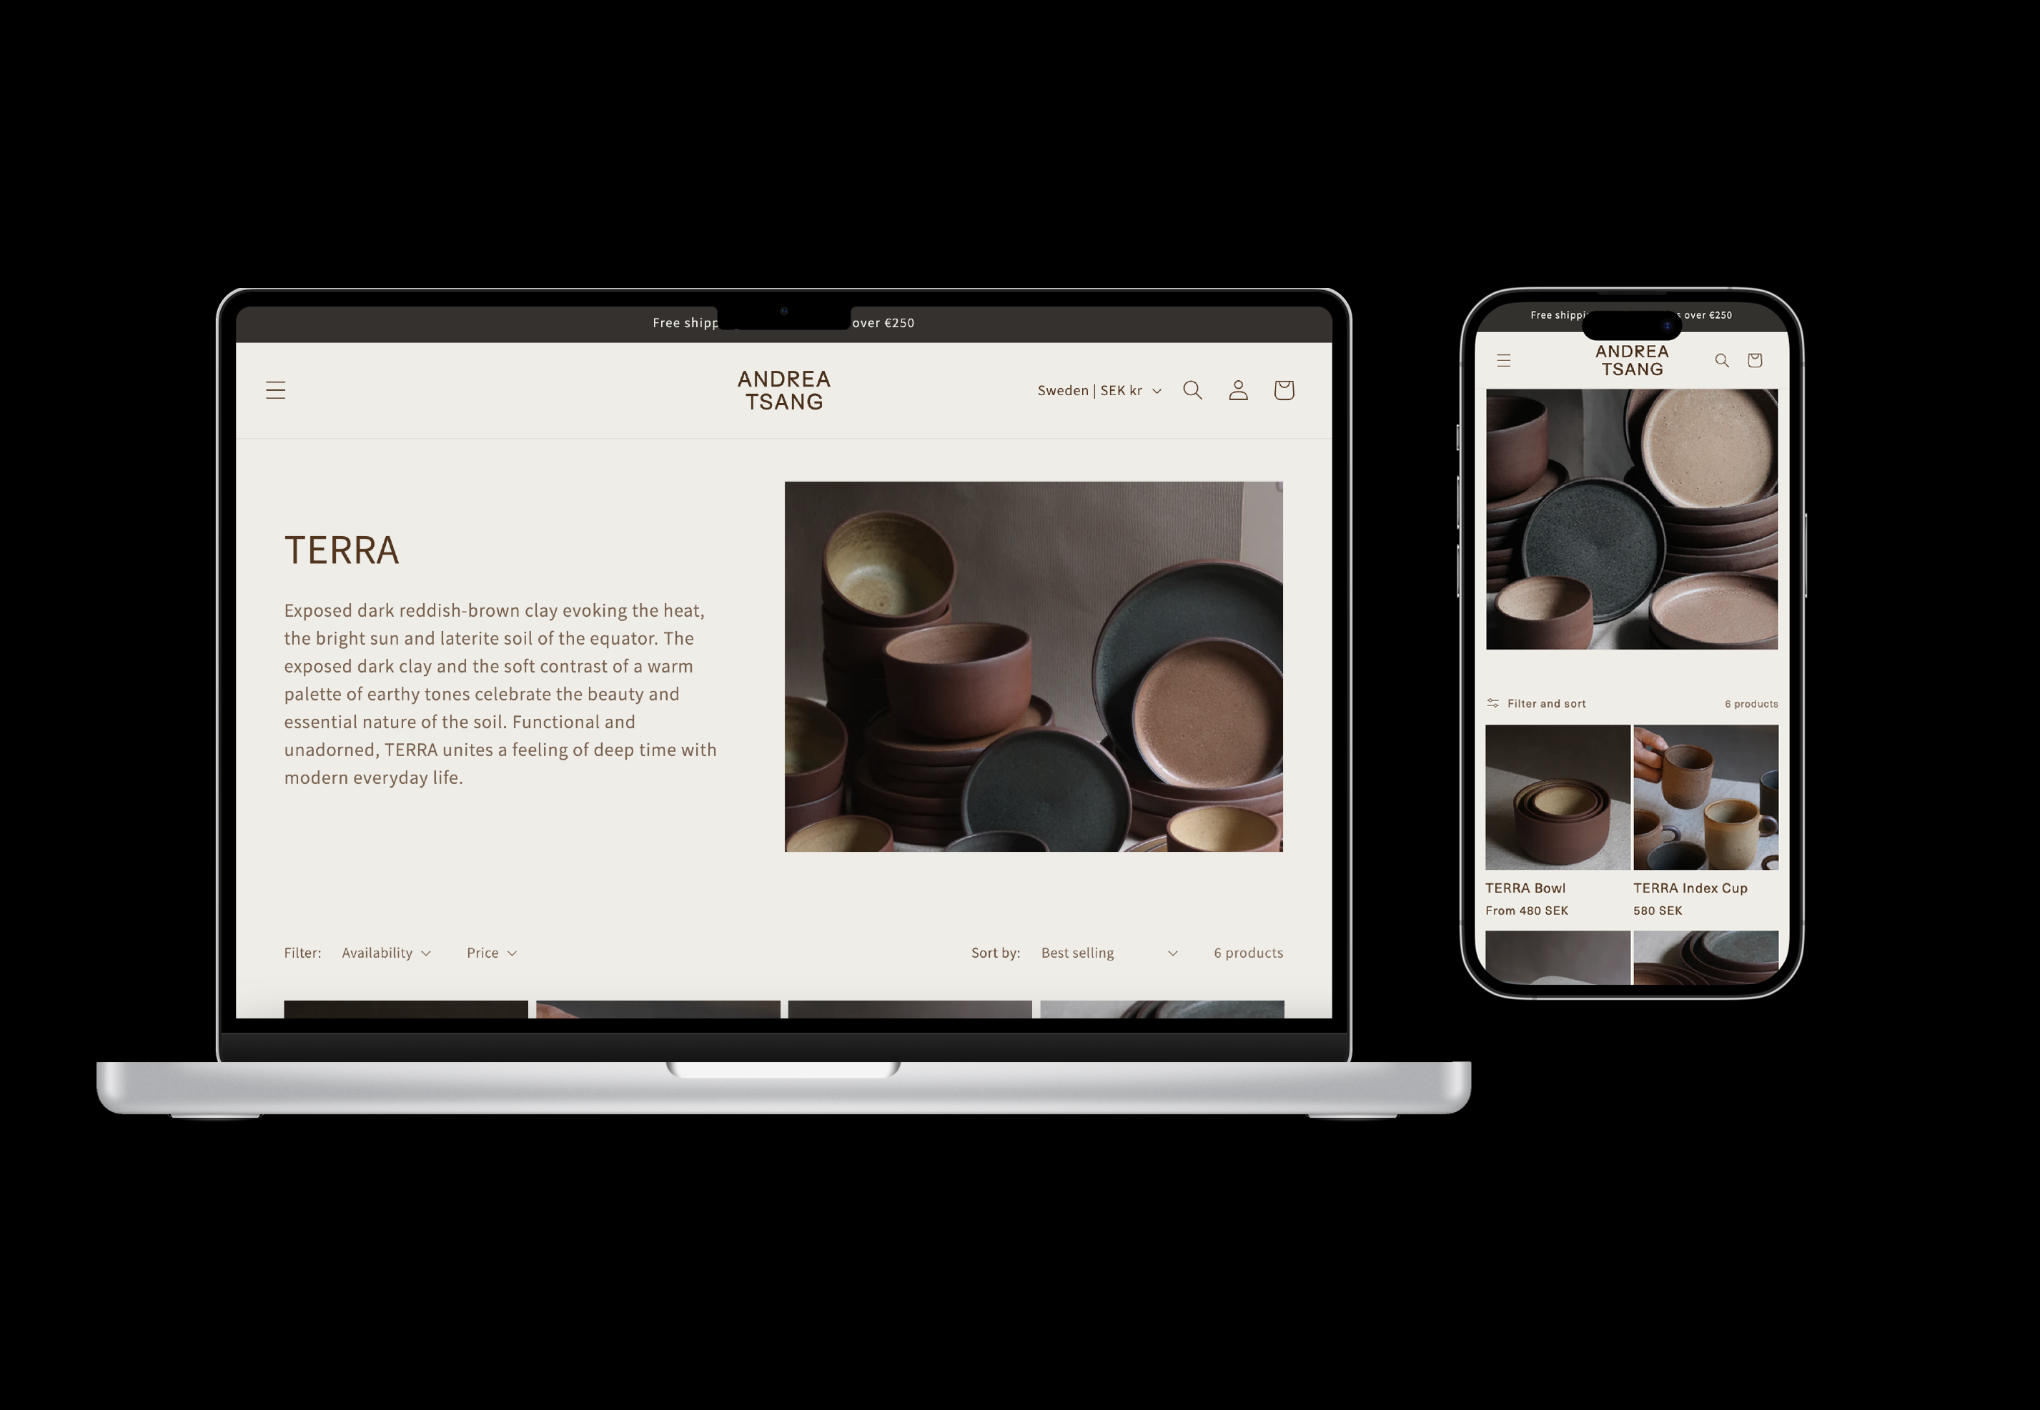 Free shipp over €250
ANDREA
TSANG
Sweden | SEK kr
TERRA
Exposed dark reddish-brown clay evoking the heat,
the bright sun and laterite soil of the equator. The
exposed dark clay and the soft contrast of a warm
palette of earthy tones celebrate the beauty and
essential nature of the soil. Functional and
unadorned, TERRA unites a feeling of deep time with
modern everyday life.
Filter: Availability Price Sort by: Best selling 6 products
Free shippi s over €250
ANDREA
TSANG
Filter and sort 6 products
TERRA Bowl TERRA Index Cup
From 480 SEK 580 SEK